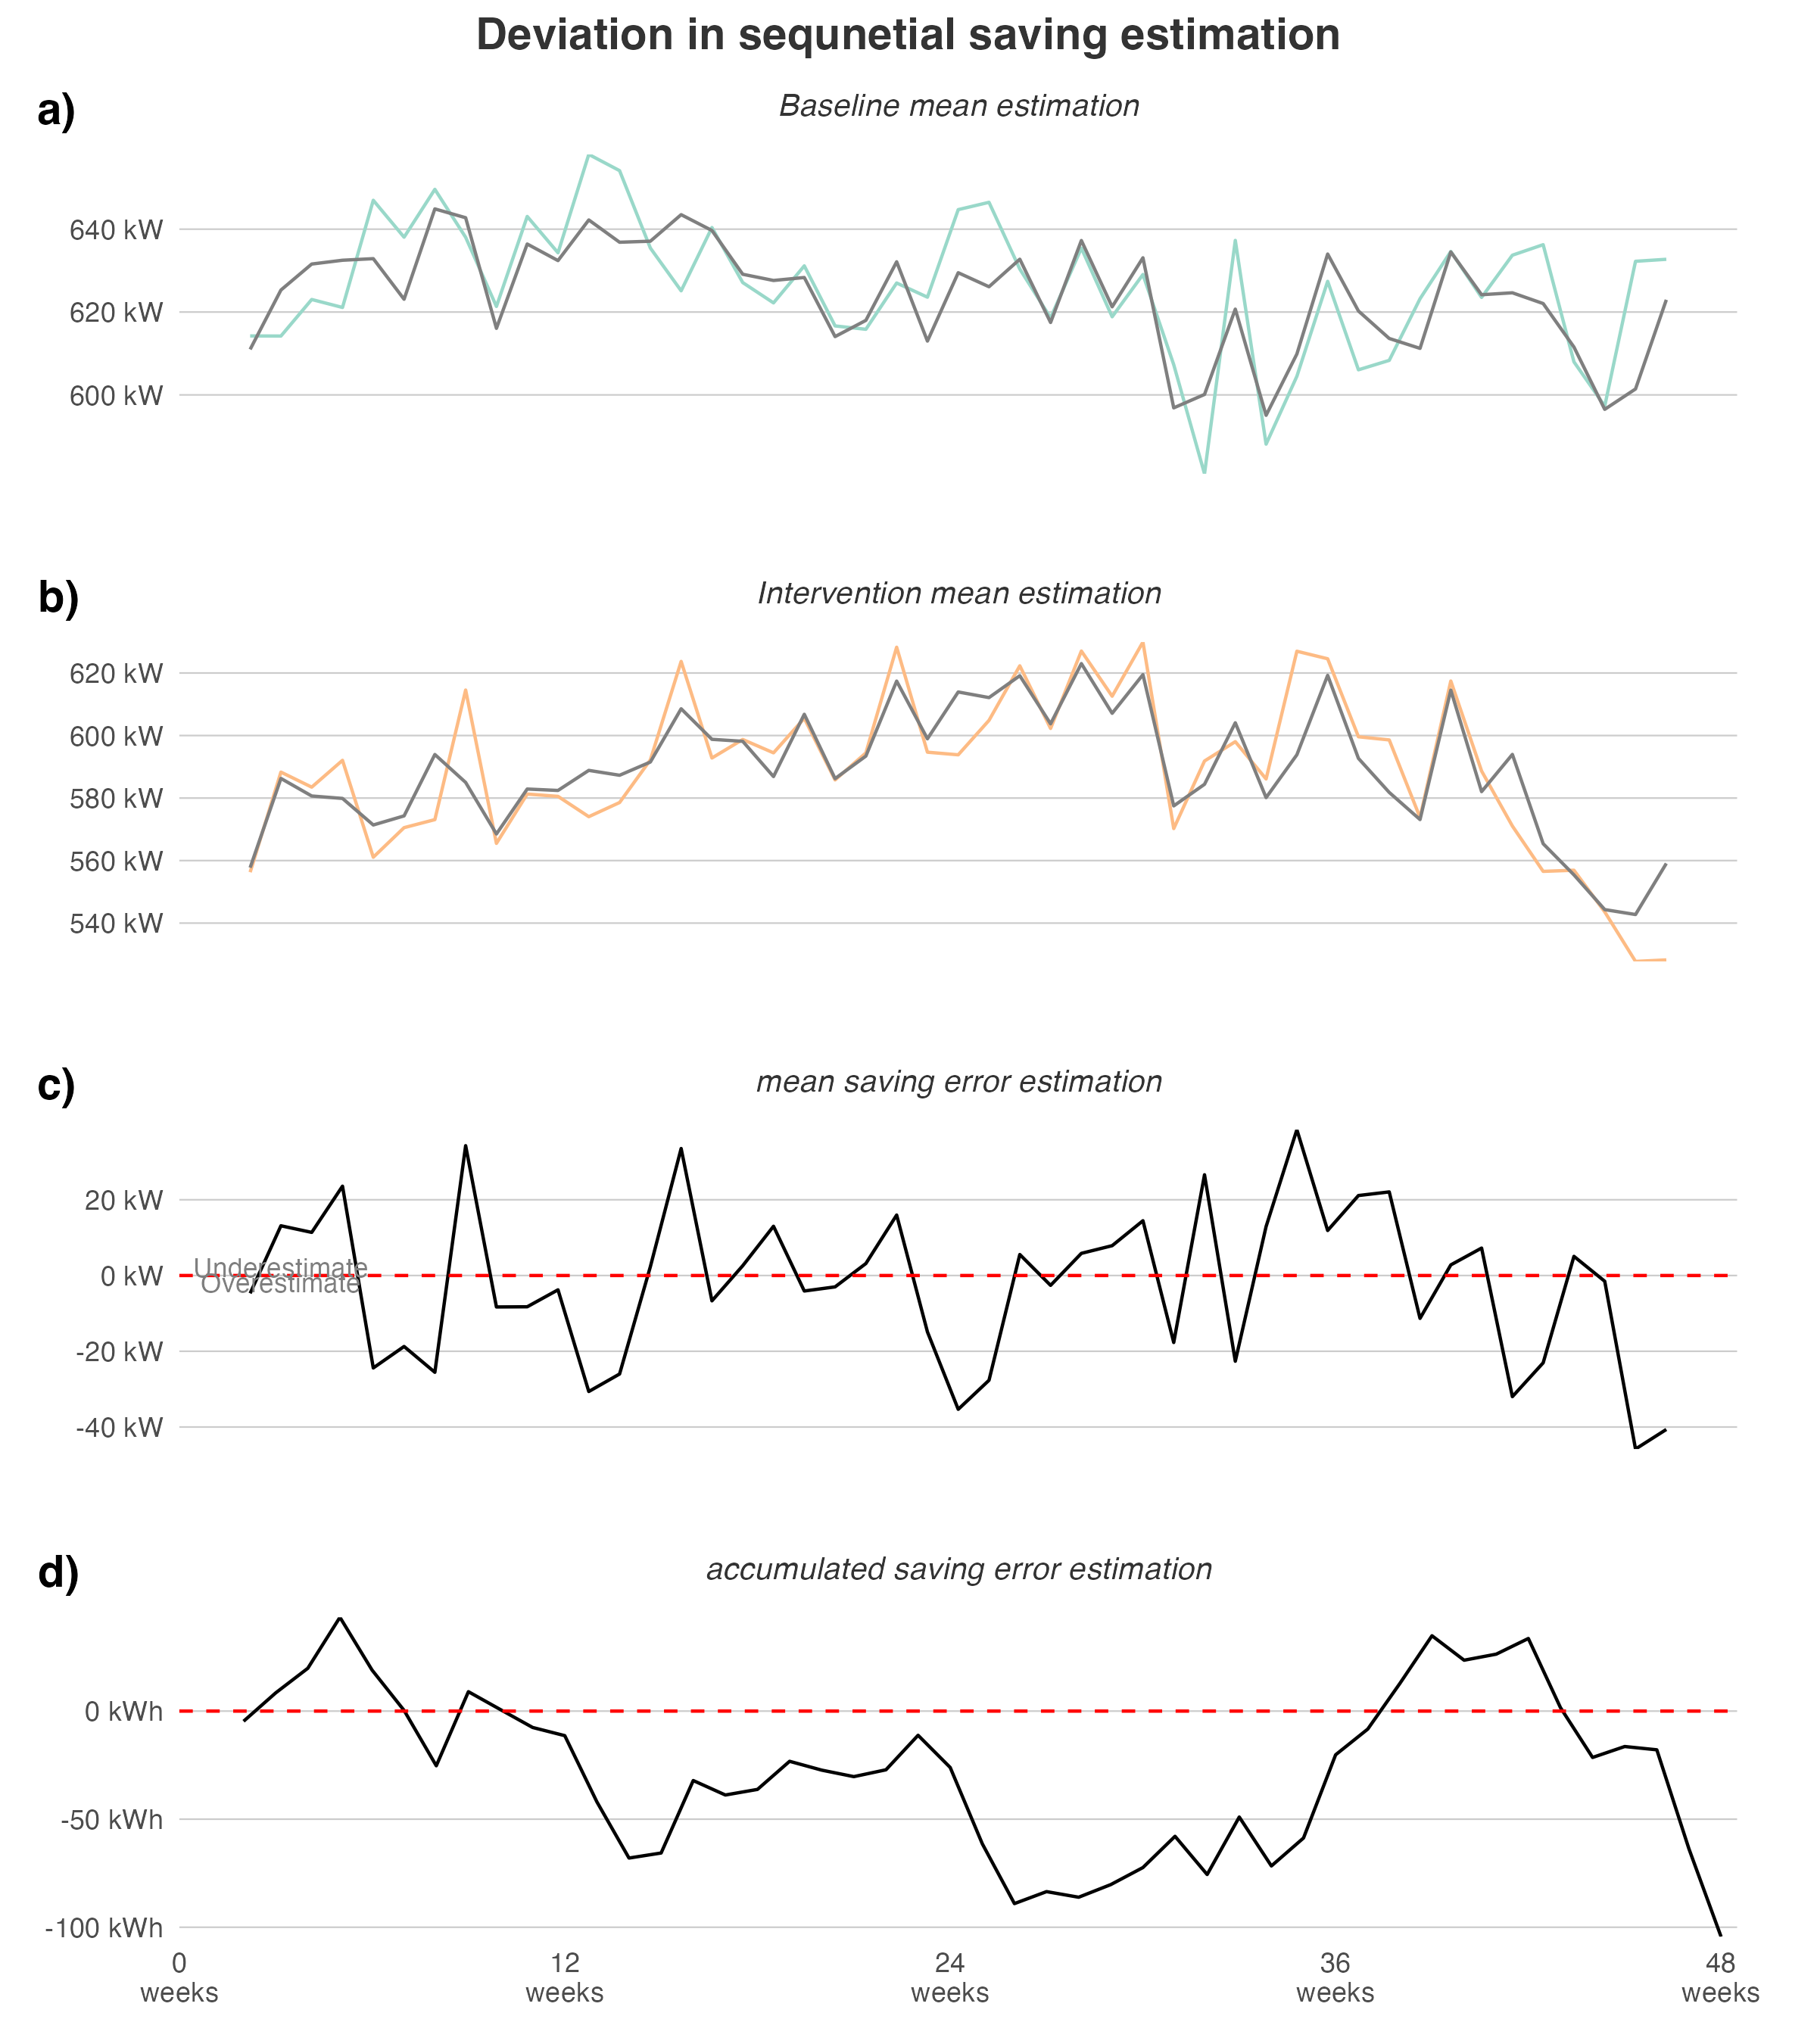 Deviation in sequnetial saving estimation
a)
Baseline mean estimation
640 kW
620 kW
600 kW
b)
Intervention mean estimation
620 kW
600 kW
580 kW
560 kW
540 kW
c)
mean saving error estimation
20 kW
Underestimate
0 kW
Overestimate
-20 kW
-40 kW
d)
accumulated saving error estimation
0 kWh
-50 kWh
-100 kWh
0 12 24 36 48
weeks weeks weeks weeks weeks